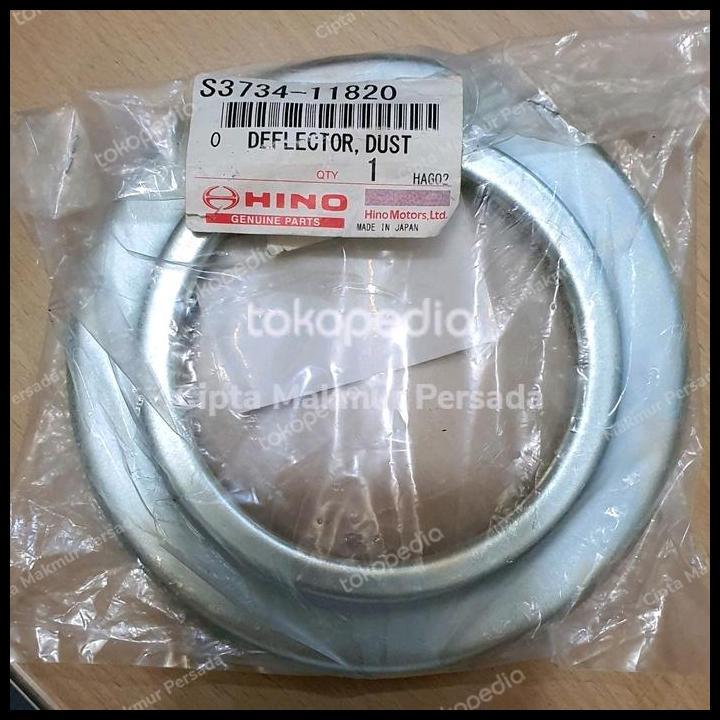 S3734-11820
0 DEFLECTOR, DUST
QTY 1 HAG02
HINO
GENUINE PARTS
Hino Motors, Ltd.
MADE IN JAPAN
tokopedia
Cipta Makmur Persada